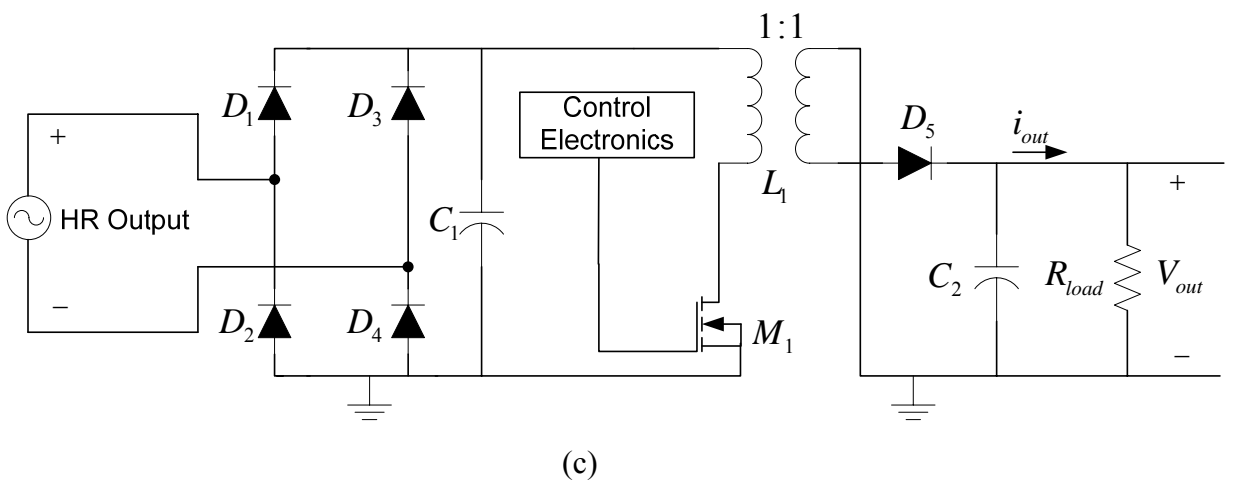 1:1
D1
D3
Control
Electronics
D5
iout
+
HR Output
−
C1
L1
+
C2
Rload
Vout
D2
D4
M1
−
(c)